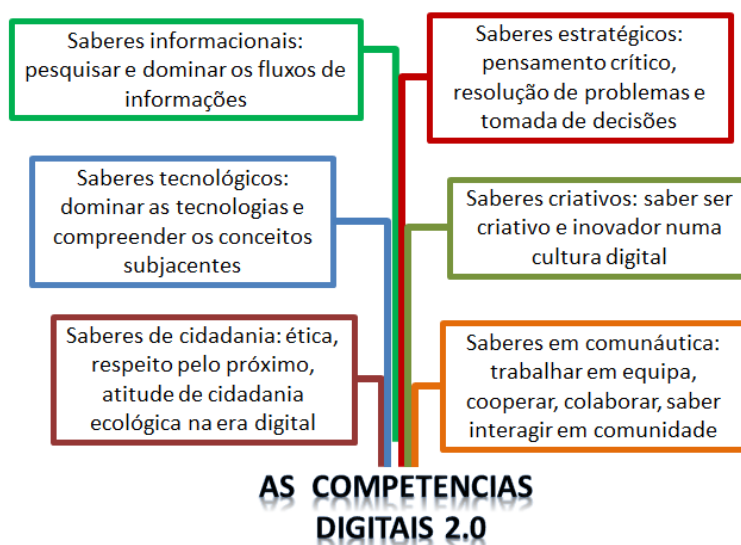 Saberes informacionais:
pesquisar e dominar os fluxos de
informações
Saberes estratégicos:
pensamento crítico,
resolução de problemas e
tomada de decisões
Saberes tecnológicos:
dominar as tecnologias e
compreender os conceitos
subjacentes
Saberes criativos: saber ser
criativo e inovador numa
cultura digital
Saberes de cidadania: ética,
respeito pelo próximo,
atitude de cidadania
ecológica na era digital
Saberes em comunáutica:
trabalhar em equipa,
cooperar, colaborar, saber
interagir em comunidade
AS COMPETENCIAS
DIGITAIS 2.0